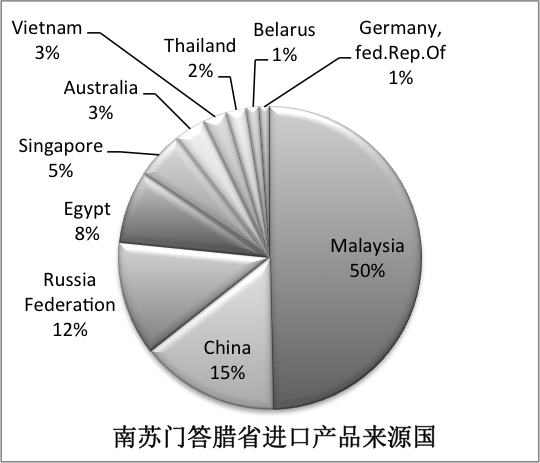 Vietnam
3%
Thailand
2%
Belarus
1%
Germany,
fed.Rep.Of
1%
Australia
3%
Singapore
5%
Egypt
8%
Russia
Federation
12%
China
15%
Malaysia
50%
南苏门答腊省进口产品来源国